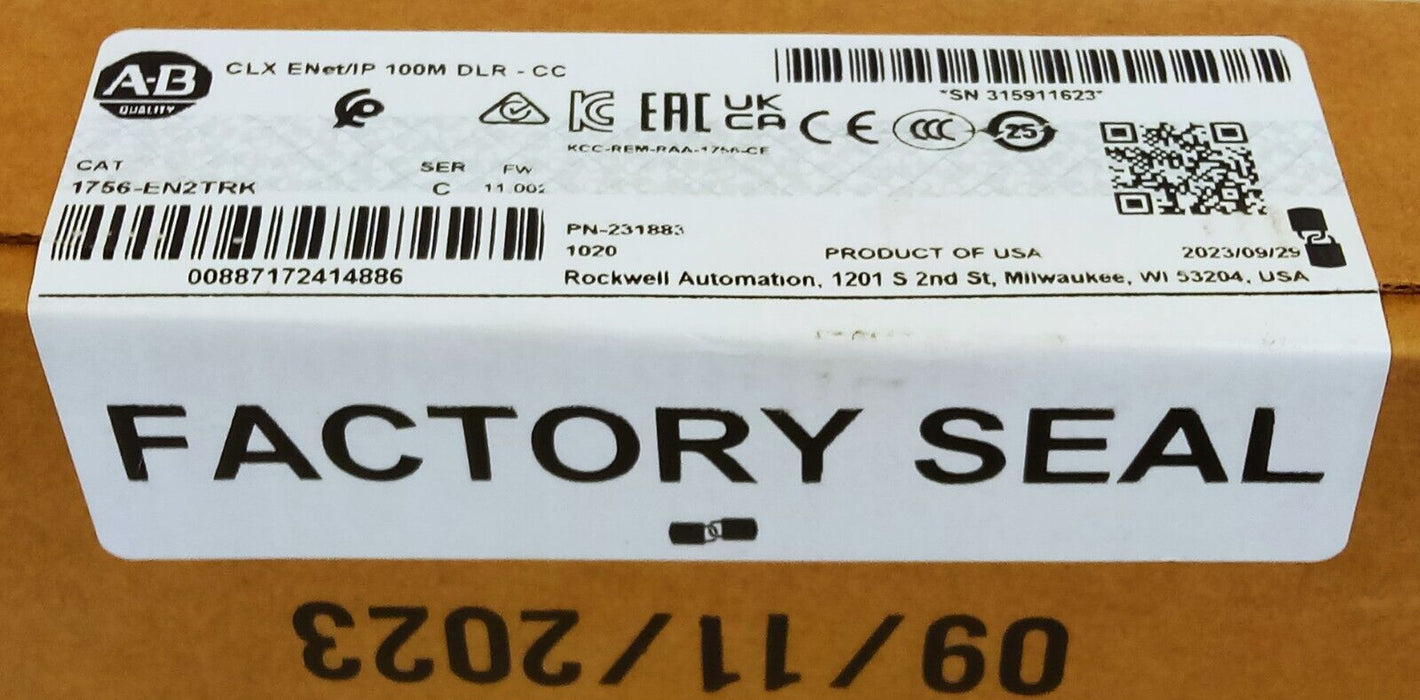 A-B
QUALITY
CLX ENet/IP 100M DLR - CC
*SN 315911623*
KC
EAC
UK
CA
CE
CCC
25
KCC-REM-RAA-1756-CE
CAT
SER
FW
1756-EN2TRK
C
11.002
PN-231883
1020
PRODUCT OF USA
2023/09/29
00887172414886
Rockwell Automation, 1201 S 2nd St, Milwaukee, WI 53204, USA
FACTORY SEAL
09/11/2023